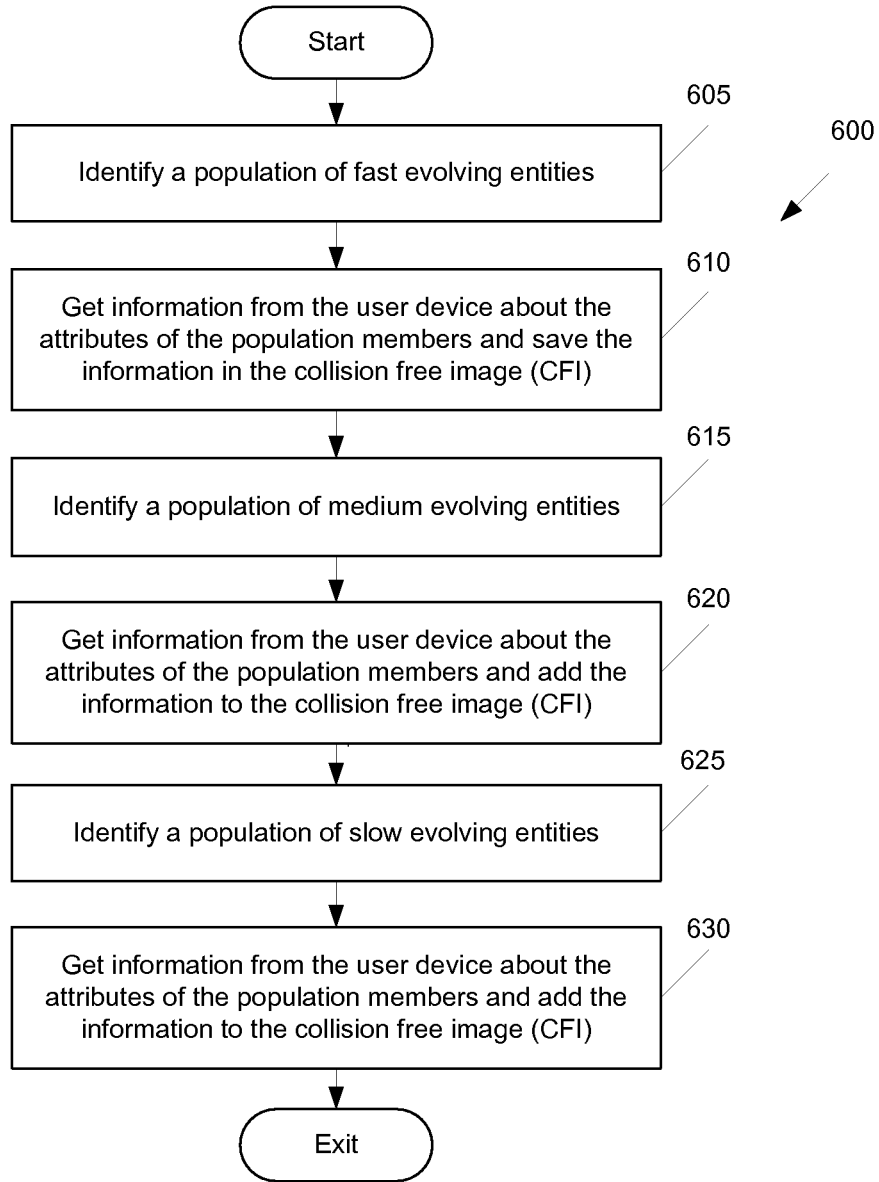 Start
605
600
Identify a population of fast evolving entities
610
Get information from the user device about the
attributes of the population members and save the
information in the collision free image (CFI)
615
Identify a population of medium evolving entities
620
Get information from the user device about the
attributes of the population members and add the
information to the collision free image (CFI)
625
Identify a population of slow evolving entities
630
Get information from the user device about the
attributes of the population members and add the
information to the collision free image (CFI)
Exit